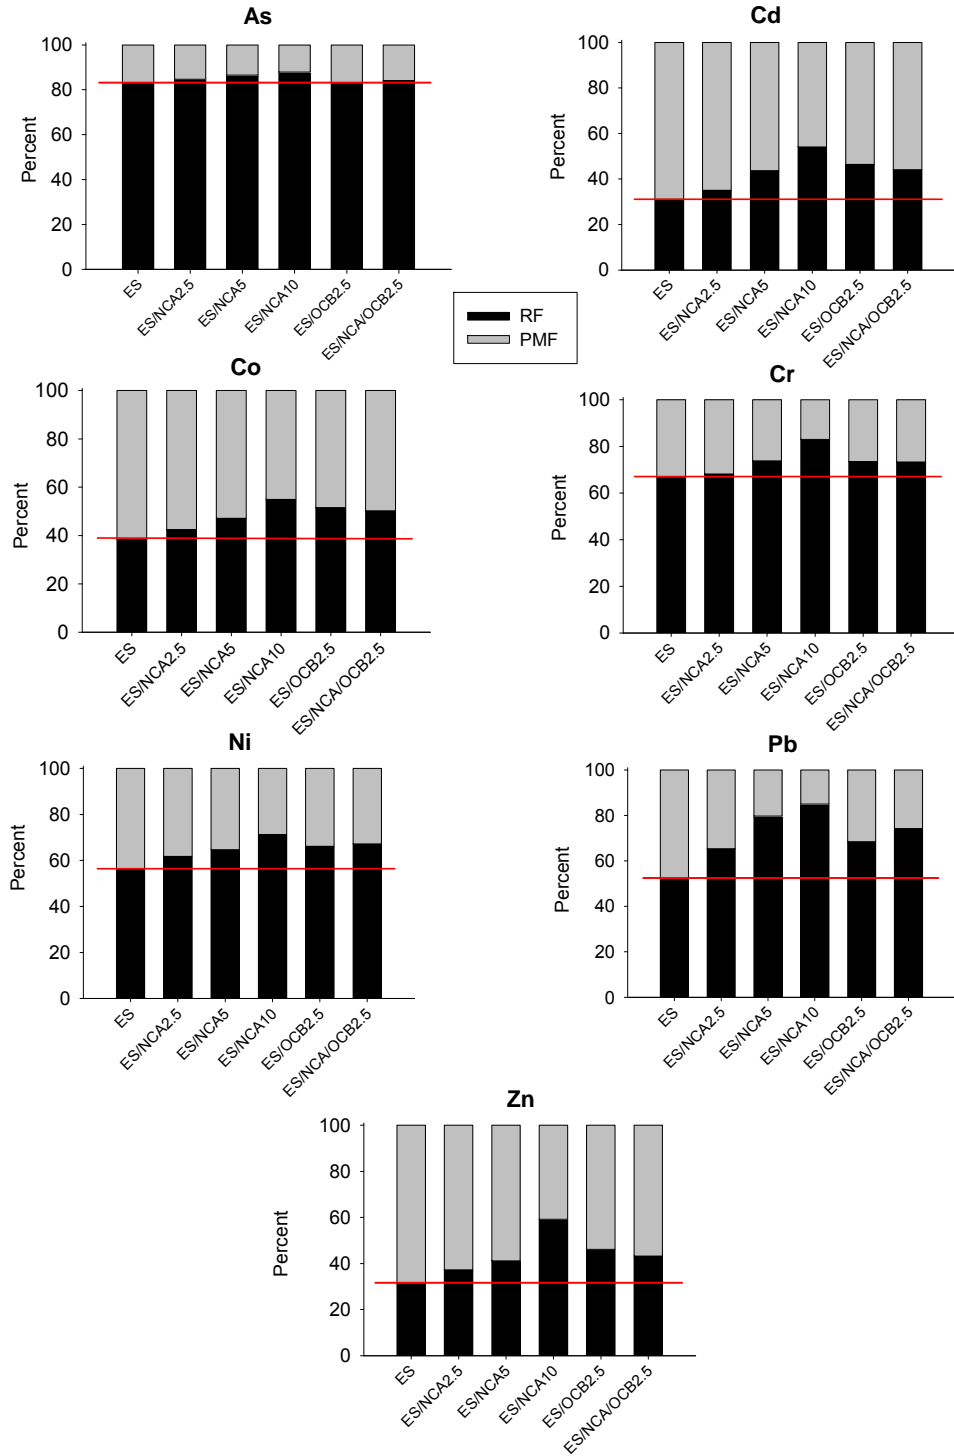 As
Percent
100
80
60
40
20
0
ES
ES/NCA2.5
ES/NCA5
ES/NCA10
ES/OCB2.5
ES/NCA/OCB2.5
Cd
Percent
100
80
60
40
20
0
ES
ES/NCA2.5
ES/NCA5
ES/NCA10
ES/OCB2.5
ES/NCA/OCB2.5
RF
PMF
Co
Percent
100
80
60
40
20
0
ES
ES/NCA2.5
ES/NCA5
ES/NCA10
ES/OCB2.5
ES/NCA/OCB2.5
Cr
Percent
100
80
60
40
20
0
ES
ES/NCA2.5
ES/NCA5
ES/NCA10
ES/OCB2.5
ES/NCA/OCB2.5
Ni
Percent
100
80
60
40
20
0
ES
ES/NCA2.5
ES/NCA5
ES/NCA10
ES/OCB2.5
ES/NCA/OCB2.5
Pb
Percent
100
80
60
40
20
0
ES
ES/NCA2.5
ES/NCA5
ES/NCA10
ES/OCB2.5
ES/NCA/OCB2.5
Zn
Percent
100
80
60
40
20
0
ES
ES/NCA2.5
ES/NCA5
ES/NCA10
ES/OCB2.5
ES/NCA/OCB2.5